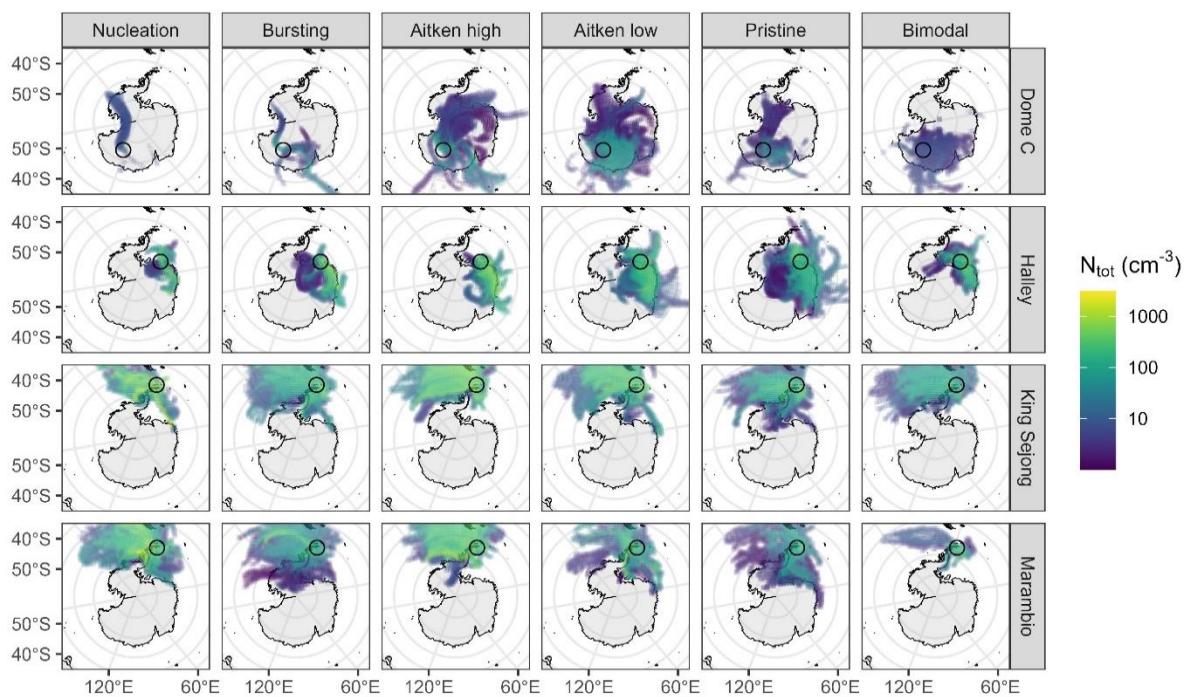 Nucleation Bursting Aitken high Aitken low Pristine Bimodal
40°S
50°S
50°S
40°S
Dome C
40°S
50°S
50°S
40°S
Halley
N_tot (cm⁻³)
1000
100
10
40°S
50°S
50°S
40°S
King Sejong
40°S
50°S
50°S
40°S
Marambio
120°E 60°E 120°E 60°E 120°E 60°E 120°E 60°E 120°E 60°E 120°E 60°E